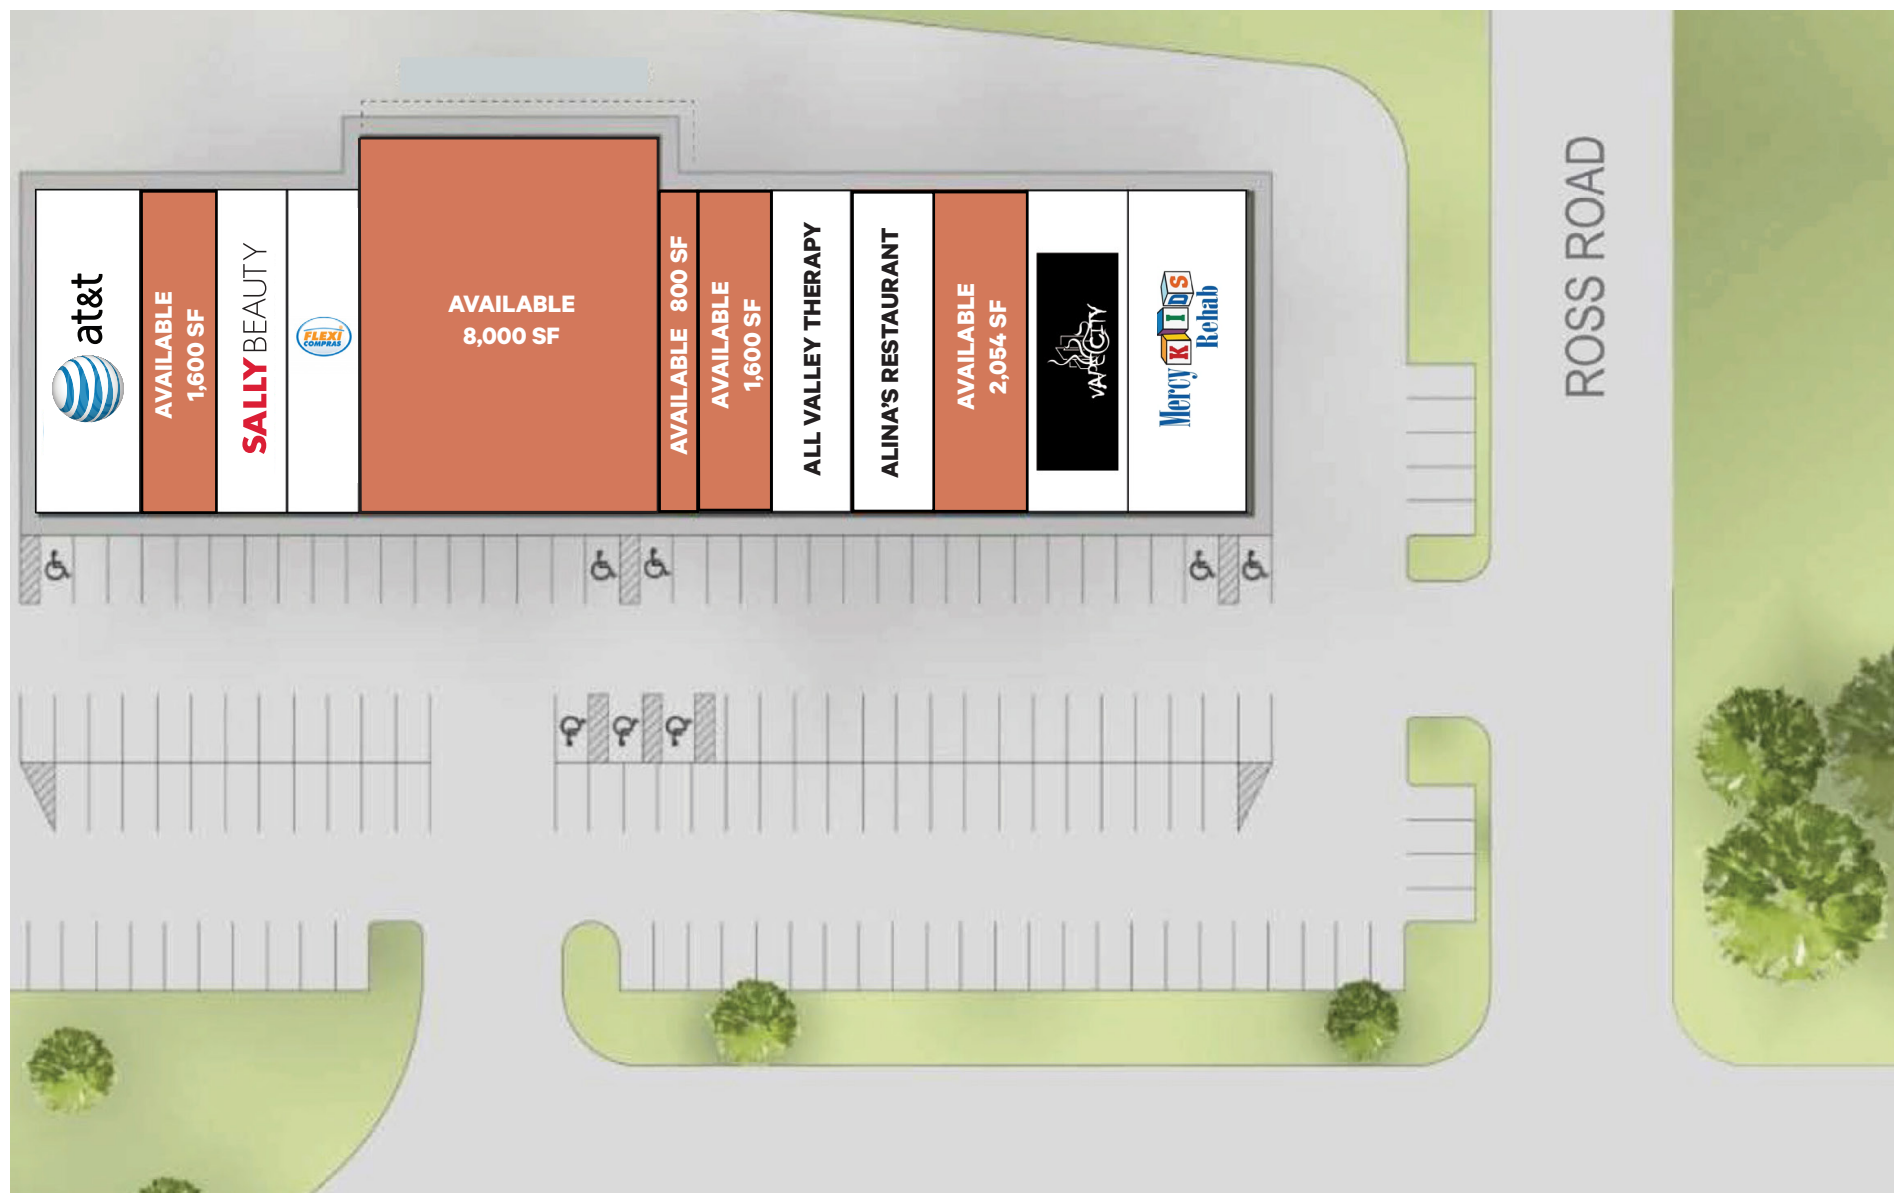 at&t
AVAILABLE
1,600 SF
SALLY BEAUTY
FLEXI
COMPRAS
AVAILABLE
8,000 SF
AVAILABLE 800 SF
AVAILABLE
1,600 SF
ALL VALLEY THERAPY
ALINA'S RESTAURANT
AVAILABLE
2,054 SF
VAPE CITY
Mercy KIDS
Rehab
ROSS ROAD